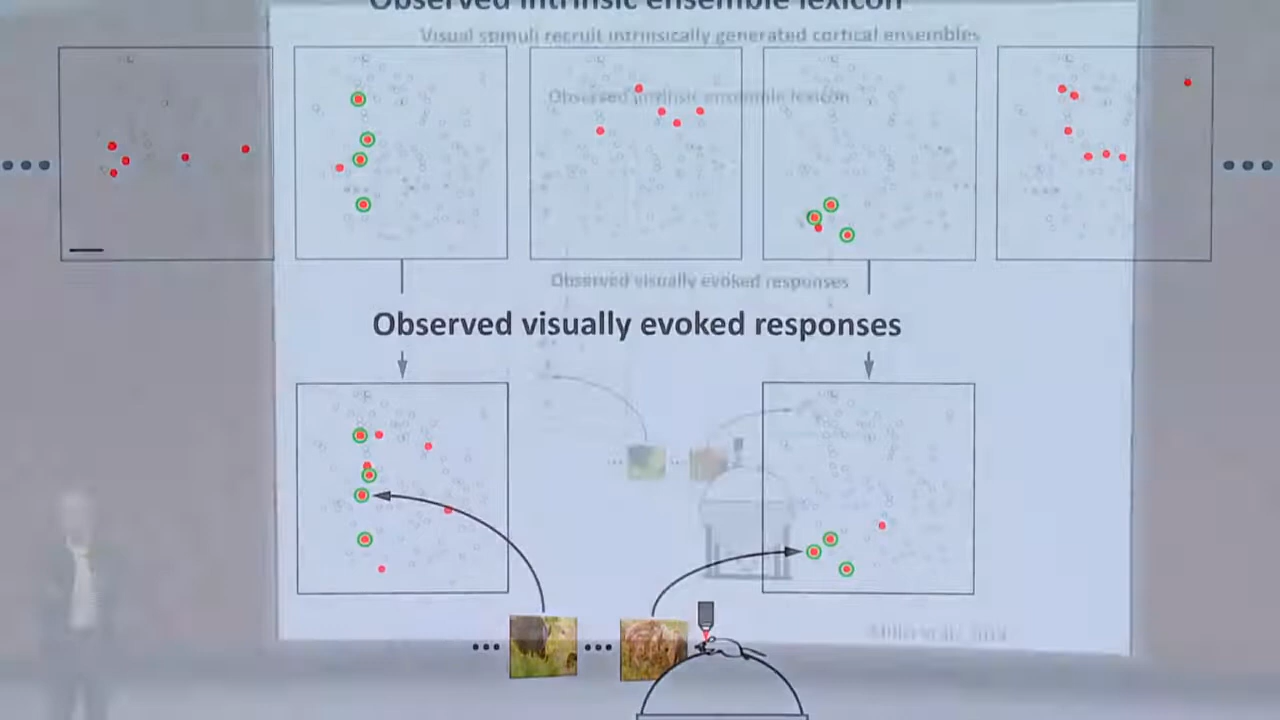 Observed intrinsic ensemble lexicon
Visual stimuli recruit intrinsically generated cortical ensembles
Observed intrinsic ensemble lexicon
Observed visually evoked responses
Observed visually evoked responses